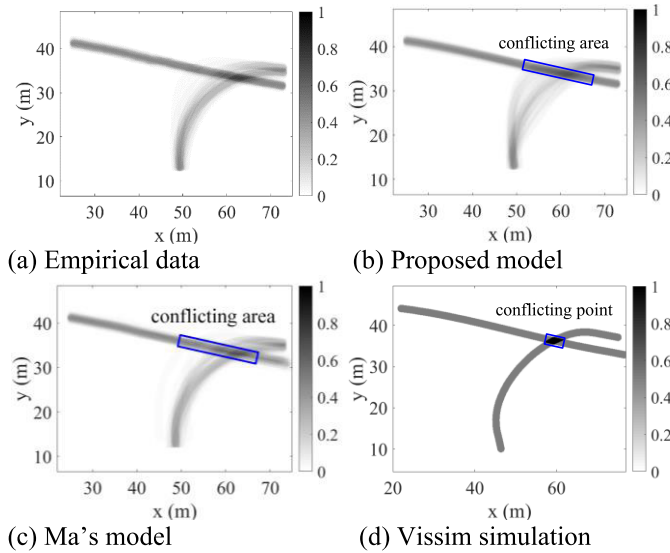 1
0.8
0.6
0.4
0.2
0
40
30
20
10
y (m)
30 40 50 60 70
x (m)
(a) Empirical data
conflicting area
1
0.8
0.6
0.4
0.2
0
40
30
20
10
y (m)
30 40 50 60 70
x (m)
(b) Proposed model
conflicting area
1
0.8
0.6
0.4
0.2
0
40
30
20
10
y (m)
30 40 50 60 70
x (m)
(c) Ma’s model
conflicting point
1
0.8
0.6
0.4
0.2
0
40
30
20
10
y (m)
20 40 60
x (m)
(d) Vissim simulation